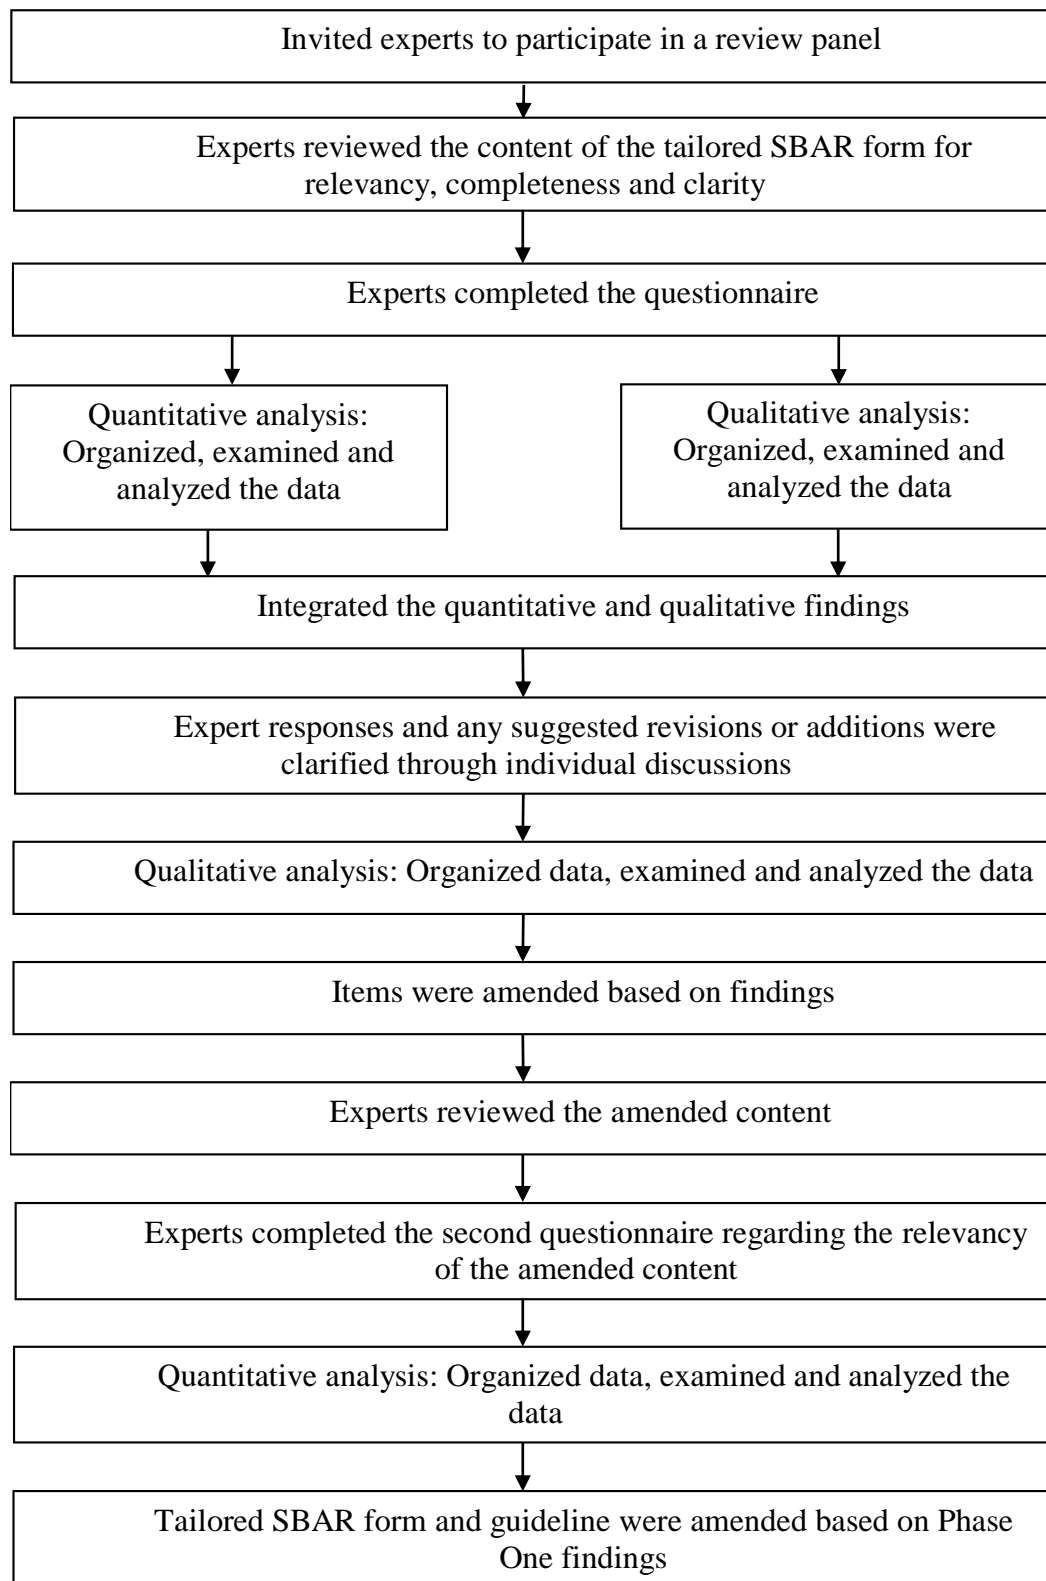 Invited experts to participate in a review panel
Experts reviewed the content of the tailored SBAR form for
relevancy, completeness and clarity
Experts completed the questionnaire
Quantitative analysis:
Organized, examined and
analyzed the data
Qualitative analysis:
Organized, examined and
analyzed the data
Integrated the quantitative and qualitative findings
Expert responses and any suggested revisions or additions were
clarified through individual discussions
Qualitative analysis: Organized data, examined and analyzed the data
Items were amended based on findings
Experts reviewed the amended content
Experts completed the second questionnaire regarding the relevancy
of the amended content
Quantitative analysis: Organized data, examined and analyzed the
data
Tailored SBAR form and guideline were amended based on Phase
One findings